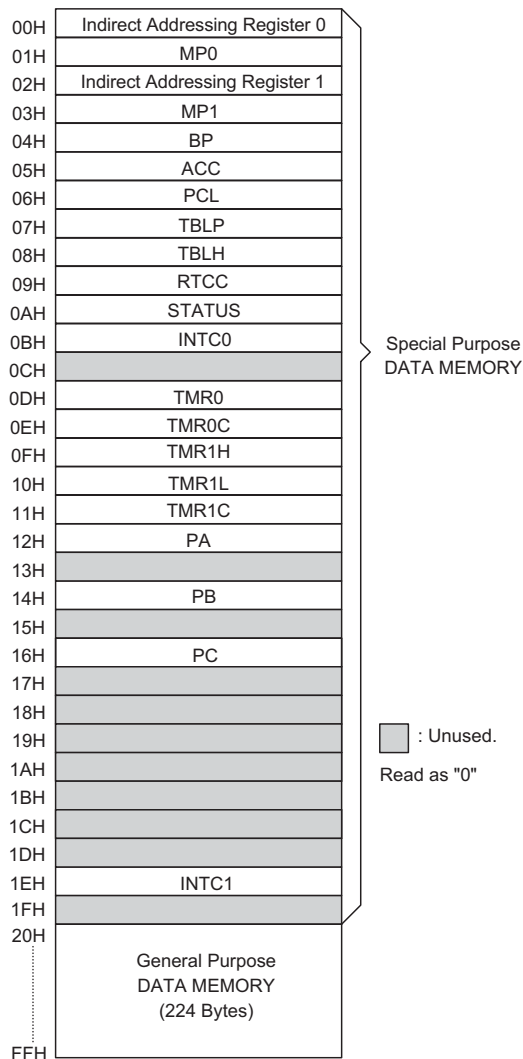 00H Indirect Addressing Register 0
01H MP0
02H Indirect Addressing Register 1
03H MP1
04H BP
05H ACC
06H PCL
07H TBLP
08H TBLH
09H RTCC
0AH STATUS
0BH INTC0
0CH
0DH TMR0
0EH TMR0C
0FH TMR1H
10H TMR1L
11H TMR1C
12H PA
13H
14H PB
15H
16H PC
17H
18H
19H
1AH
1BH
1CH
1DH
1EH INTC1
1FH
20H
General Purpose
DATA MEMORY
(224 Bytes)
FFH
Special Purpose
DATA MEMORY
: Unused.
Read as "0"